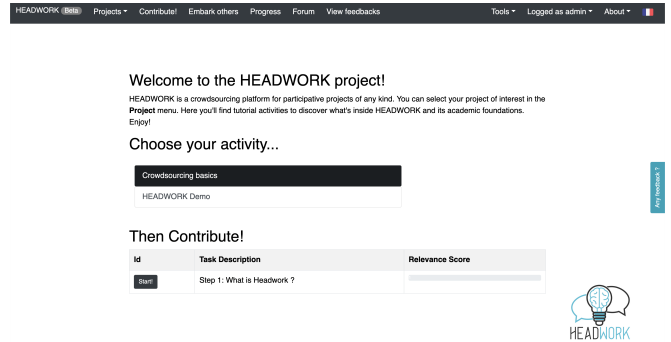 HEADWORK Beta Projects Contribute! Embark others Progress Forum View feedbacks Tools Logged as admin About
Welcome to the HEADWORK project!
HEADWORK is a crowdsourcing platform for participative projects of any kind. You can select your project of interest in the
Project menu. Here you'll find tutorial activities to discover what's inside HEADWORK and its academic foundations.
Enjoy!
Choose your activity...
Crowdsourcing basics
HEADWORK Demo
Any feedback ?
Then Contribute!
Id Task Description Relevance Score
Start! Step 1: What is Headwork ?
HEADWORK